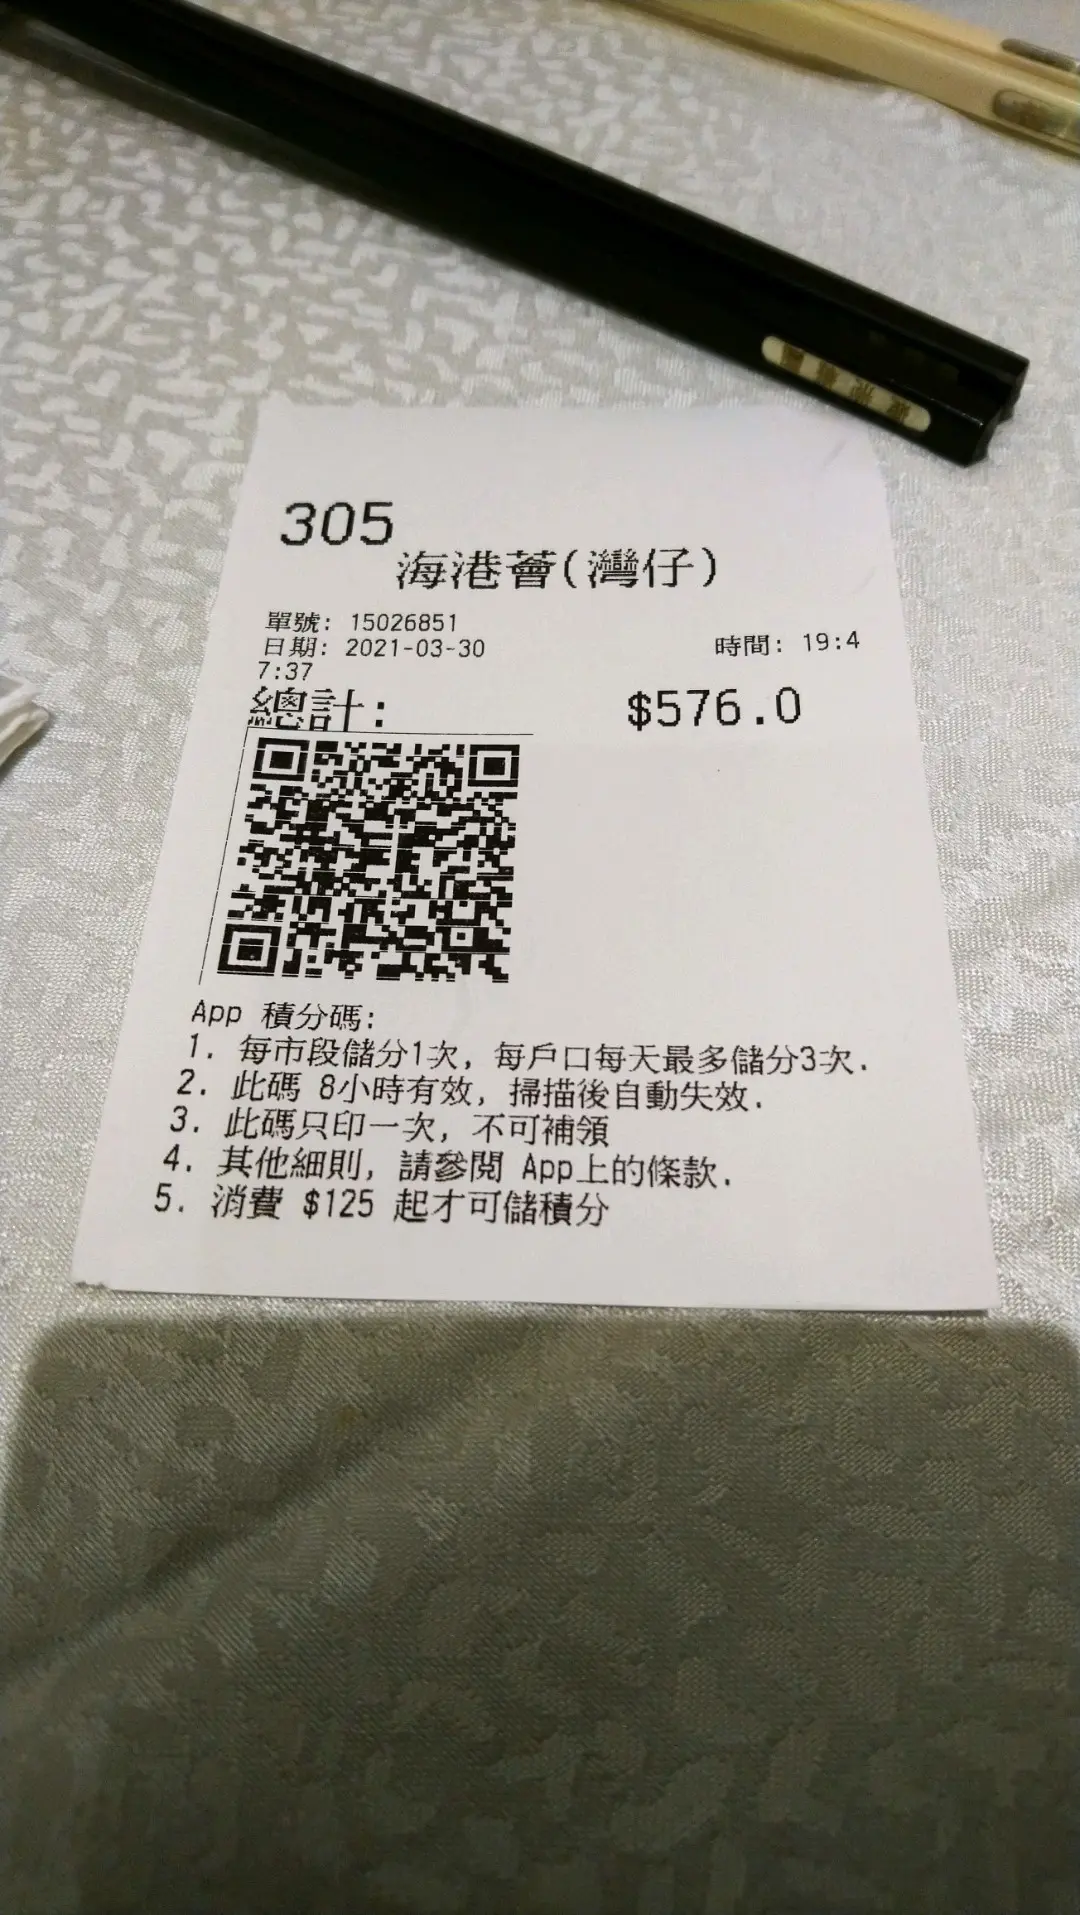 305
海港薈(灣仔)
單號: 15026851
日期: 2021-03-30 時間: 19:4
7:37
總計: $576.0
App 積分碼:
1. 每市段儲分1次, 每戶口每天最多儲分3次.
2. 此碼 8小時有效, 掃描後自動失效.
3. 此碼只印一次, 不可補領
4. 其他細則, 請參閱 App上的條款.
5. 消費 $125 起才可儲積分